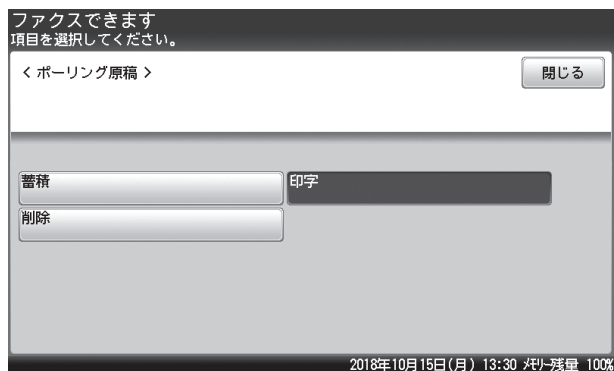 ファクスできます
項目を選択してください。
< ポーリング原稿 >
閉じる
蓄積
印字
削除
2018年10月15日(月) 13:30 メモリー残量 100%